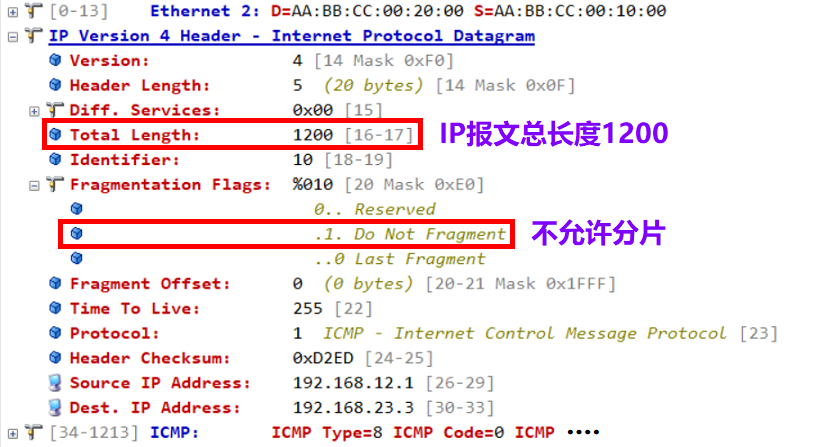 [0-13] Ethernet 2: D=AA:BB:CC:00:20:00 S=AA:BB:CC:00:10:00
IP Version 4 Header - Internet Protocol Datagram
Version: 4 [14 Mask 0xF0]
Header Length: 5 (20 bytes) [14 Mask 0x0F]
Diff. Services: 0x00 [15]
Total Length: 1200 [16-17] IP报文总长度1200
Identifier: 10 [18-19]
Fragmentation Flags: %010 [20 Mask 0xE0]
0.. Reserved
.1. Do Not Fragment 不允许分片
..0 Last Fragment
Fragment Offset: 0 (0 bytes) [20-21 Mask 0x1FFF]
Time To Live: 255 [22]
Protocol: 1 ICMP - Internet Control Message Protocol [23]
Header Checksum: 0xD2ED [24-25]
Source IP Address: 192.168.12.1 [26-29]
Dest. IP Address: 192.168.23.3 [30-33]
[34-1213] ICMP: ICMP Type=8 ICMP Code=0 ICMP ····